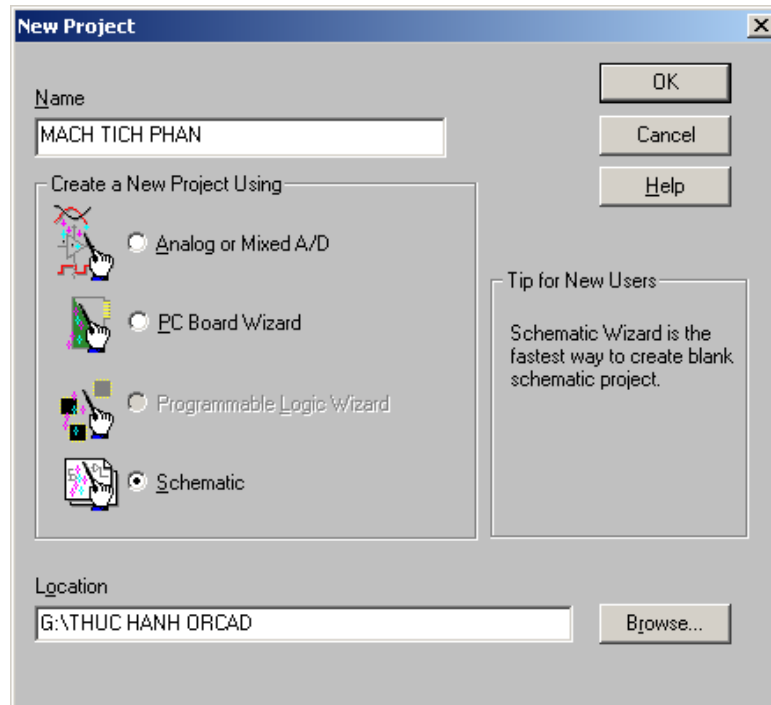 New Project
Name
MACH TICH PHAN
OK
Cancel
Help
Create a New Project Using
Analog or Mixed A/D
PC Board Wizard
Programmable Logic Wizard
Schematic
Tip for New Users
Schematic Wizard is the
fastest way to create blank
schematic project.
Location
G:\THUC HANH ORCAD
Browse...